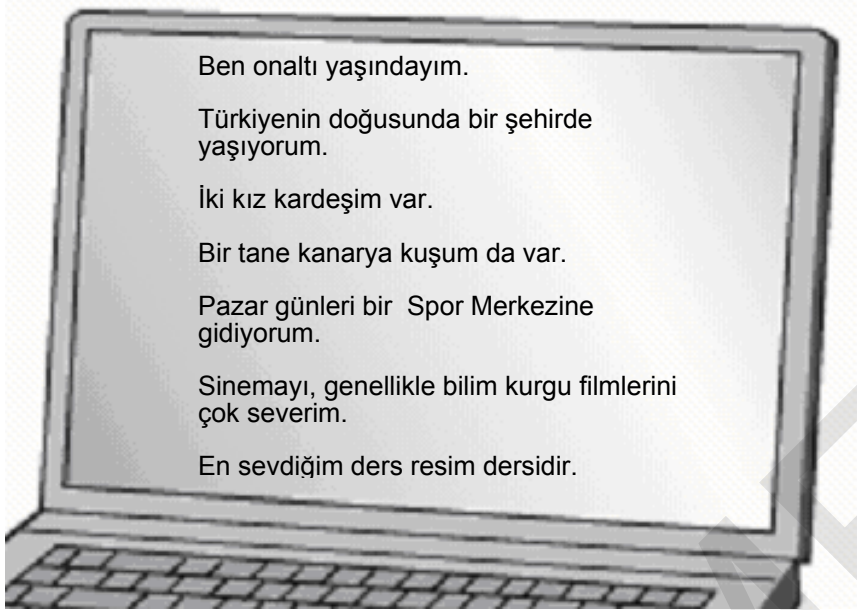 Ben onaltı yaşındayım.
Türkiyenin doğusunda bir şehirde
yaşıyorum.
İki kız kardeşim var.
Bir tane kanarya kuşum da var.
Pazar günleri bir  Spor Merkezine
gidiyorum.
Sinemayı, genellikle bilim kurgu filmlerini
çok severim.
En sevdiğim ders resim dersidir.